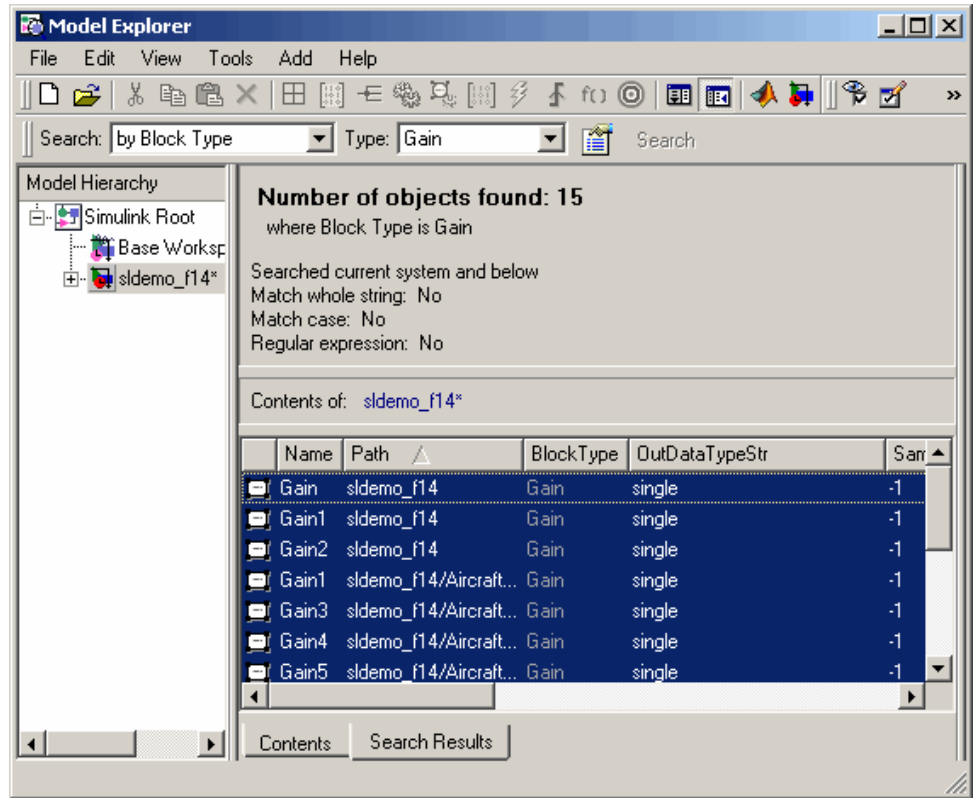 Model Explorer
File Edit View Tools Add Help
f() »
Search: by Block Type Type: Gain Search
Model Hierarchy
Simulink Root
Base Worksp
sldemo_f14*
Number of objects found: 15
where Block Type is Gain
Searched current system and below
Match whole string: No
Match case: No
Regular expression: No
Contents of: sldemo_f14*
Name Path BlockType OutDataTypeStr Sam
Gain sldemo_f14 Gain single -1
Gain1 sldemo_f14 Gain single -1
Gain2 sldemo_f14 Gain single -1
Gain1 sldemo_f14/Aircraft... Gain single -1
Gain3 sldemo_f14/Aircraft... Gain single -1
Gain4 sldemo_f14/Aircraft... Gain single -1
Gain5 sldemo_f14/Aircraft... Gain single -1
Contents Search Results